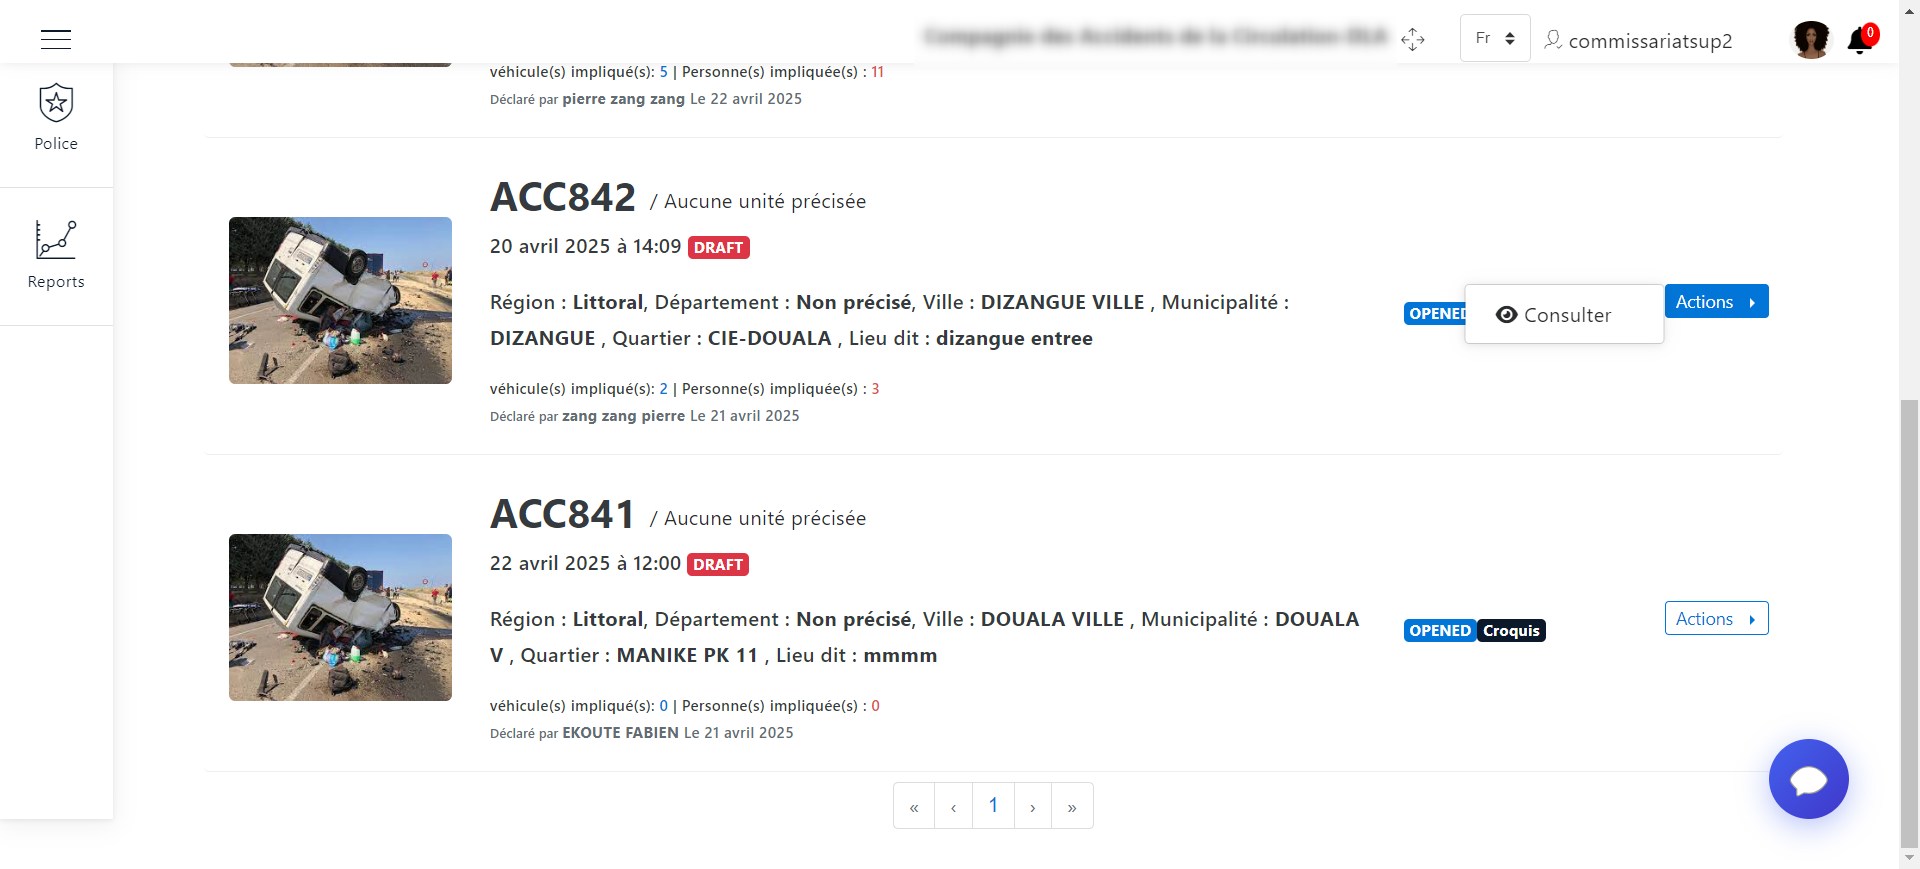 Fr
commissariatsup2
0
Police
Reports
véhicule(s) impliqué(s): 5 | Personne(s) impliquée(s) : 11
Déclaré par pierre zang zang Le 22 avril 2025
ACC842 / Aucune unité précisée
20 avril 2025 à 14:09 DRAFT
Région : Littoral, Département : Non précisé, Ville : DIZANGUE VILLE , Municipalité :
DIZANGUE , Quartier : CIE-DOUALA , Lieu dit : dizangue entree
véhicule(s) impliqué(s): 2 | Personne(s) impliquée(s) : 3
Déclaré par zang zang pierre Le 21 avril 2025
OPENED
Consulter
Actions
ACC841 / Aucune unité précisée
22 avril 2025 à 12:00 DRAFT
Région : Littoral, Département : Non précisé, Ville : DOUALA VILLE , Municipalité : DOUALA
V , Quartier : MANIKE PK 11 , Lieu dit : mmmm
véhicule(s) impliqué(s): 0 | Personne(s) impliquée(s) : 0
Déclaré par EKOUTE FABIEN Le 21 avril 2025
OPENED Croquis
Actions
« ‹ 1 › »